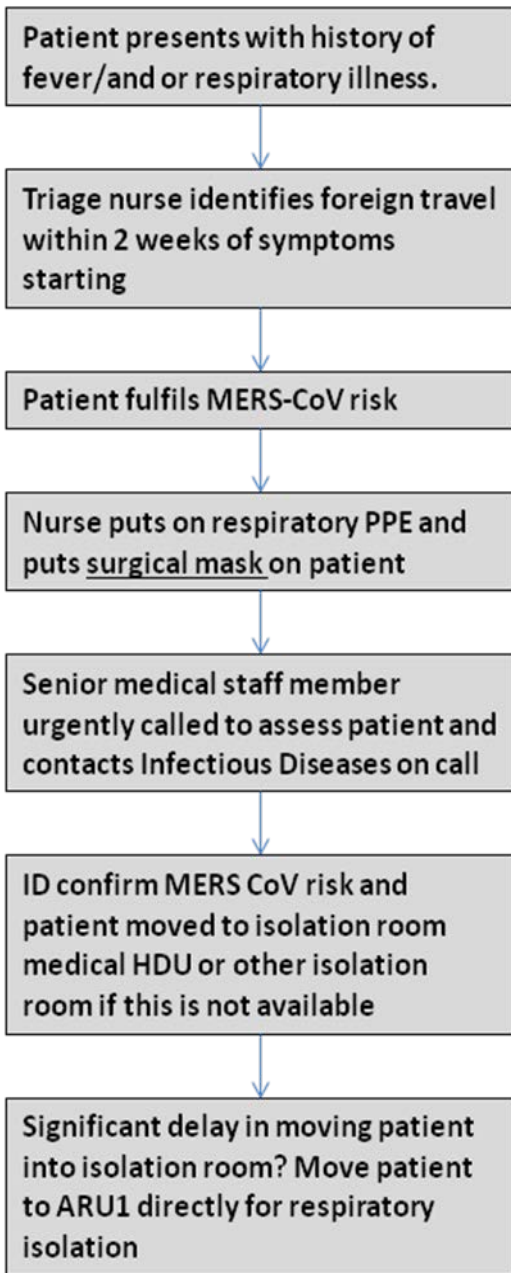 Patient presents with history of
fever/and or respiratory illness.
Triage nurse identifies foreign travel
within 2 weeks of symptoms
starting
Patient fulfils MERS-CoV risk
Nurse puts on respiratory PPE and
puts surgical mask on patient
Senior medical staff member
urgently called to assess patient and
contacts Infectious Diseases on call
ID confirm MERS CoV risk and
patient moved to isolation room
medical HDU or other isolation
room if this is not available
Significant delay in moving patient
into isolation room? Move patient
to ARU1 directly for respiratory
isolation